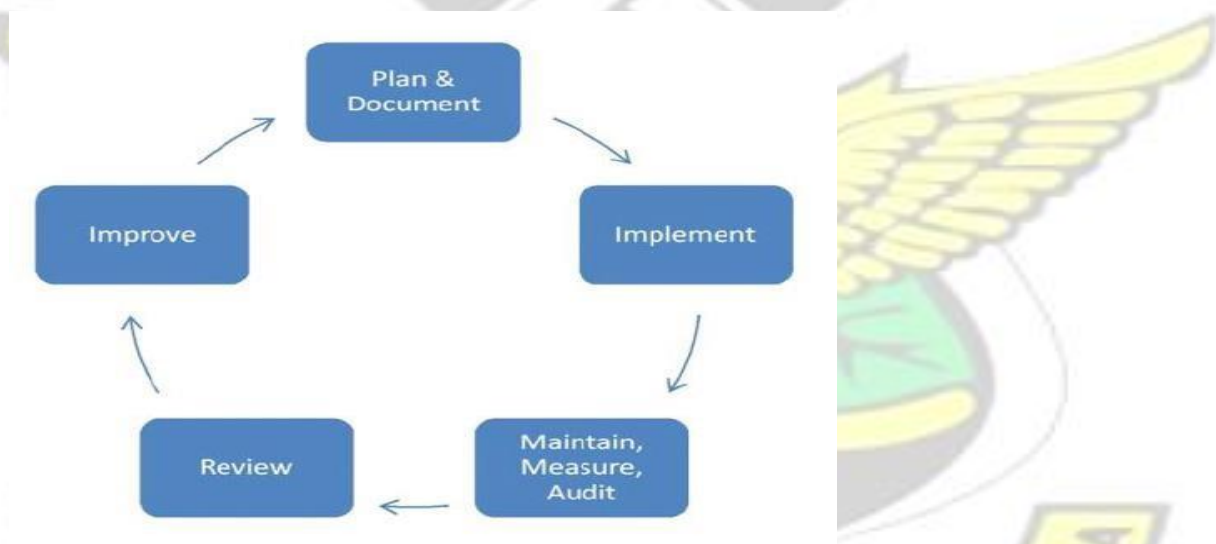 Plan &
Document
Implement
Maintain,
Measure,
Audit
Review
Improve